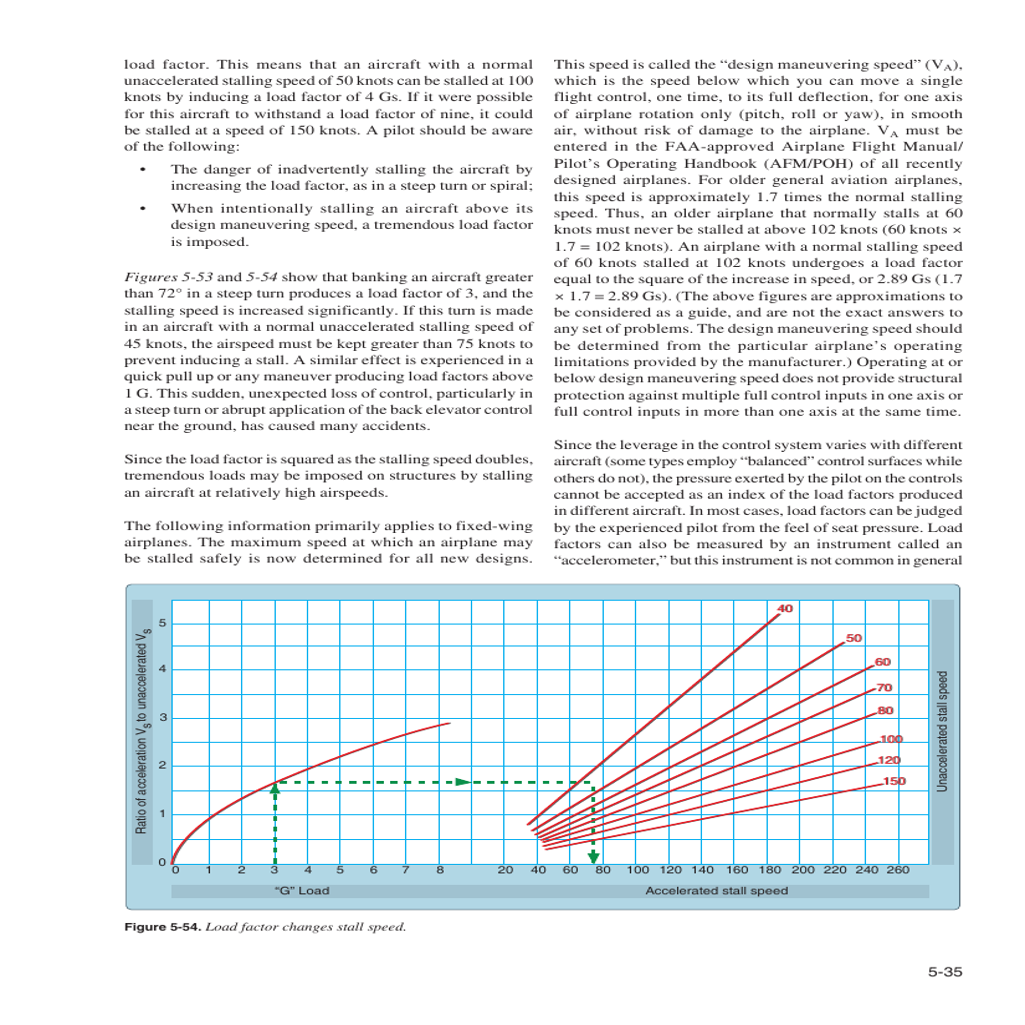 load factor. This means that an aircraft with a normal
unaccelerated stalling speed of 50 knots can be stalled at 100
knots by inducing a load factor of 4 Gs. If it were possible
for this aircraft to withstand a load factor of nine, it could
be stalled at a speed of 150 knots. A pilot should be aware
of the following:
• The danger of inadvertently stalling the aircraft by
increasing the load factor, as in a steep turn or spiral;
• When intentionally stalling an aircraft above its
design maneuvering speed, a tremendous load factor
is imposed.
Figures 5-53 and 5-54 show that banking an aircraft greater
than 72° in a steep turn produces a load factor of 3, and the
stalling speed is increased significantly. If this turn is made
in an aircraft with a normal unaccelerated stalling speed of
45 knots, the airspeed must be kept greater than 75 knots to
prevent inducing a stall. A similar effect is experienced in a
quick pull up or any maneuver producing load factors above
1 G. This sudden, unexpected loss of control, particularly in
a steep turn or abrupt application of the back elevator control
near the ground, has caused many accidents.
Since the load factor is squared as the stalling speed doubles,
tremendous loads may be imposed on structures by stalling
an aircraft at relatively high airspeeds.
The following information primarily applies to fixed-wing
airplanes. The maximum speed at which an airplane may
be stalled safely is now determined for all new designs.
This speed is called the “design maneuvering speed” (VA),
which is the speed below which you can move a single
flight control, one time, to its full deflection, for one axis
of airplane rotation only (pitch, roll or yaw), in smooth
air, without risk of damage to the airplane. VA must be
entered in the FAA-approved Airplane Flight Manual/
Pilot’s Operating Handbook (AFM/POH) of all recently
designed airplanes. For older general aviation airplanes,
this speed is approximately 1.7 times the normal stalling
speed. Thus, an older airplane that normally stalls at 60
knots must never be stalled at above 102 knots (60 knots ×
1.7 = 102 knots). An airplane with a normal stalling speed
of 60 knots stalled at 102 knots undergoes a load factor
equal to the square of the increase in speed, or 2.89 Gs (1.7
× 1.7 = 2.89 Gs). (The above figures are approximations to
be considered as a guide, and are not the exact answers to
any set of problems. The design maneuvering speed should
be determined from the particular airplane’s operating
limitations provided by the manufacturer.) Operating at or
below design maneuvering speed does not provide structural
protection against multiple full control inputs in one axis or
full control inputs in more than one axis at the same time.
Since the leverage in the control system varies with different
aircraft (some types employ “balanced” control surfaces while
others do not), the pressure exerted by the pilot on the controls
cannot be accepted as an index of the load factors produced
in different aircraft. In most cases, load factors can be judged
by the experienced pilot from the feel of seat pressure. Load
factors can also be measured by an instrument called an
“accelerometer,” but this instrument is not common in general
Ratio of acceleration VS to unaccelerated VS
5
4
3
2
1
0
0 1 2 3 4 5 6 7 8
“G” Load
20 40 60 80 100 120 140 160 180 200 220 240 260
Accelerated stall speed
40
50
60
70
80
100
120
150
Unaccelerated stall speed
Figure 5-54. Load factor changes stall speed.
5-35